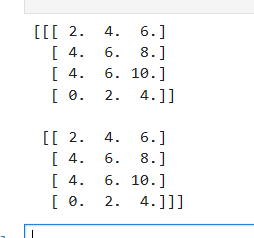 [[[ 2.  4.  6.]
  [ 4.  6.  8.]
  [ 4.  6. 10.]
  [ 0.  2.  4.]]

 [[ 2.  4.  6.]
  [ 4.  6.  8.]
  [ 4.  6. 10.]
  [ 0.  2.  4.]]]